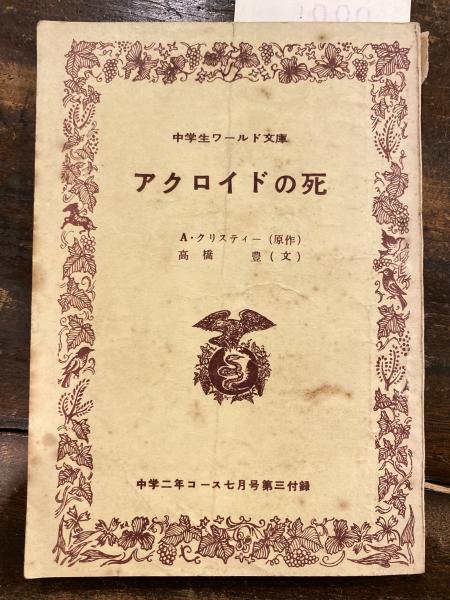 1000
中学生ワールド文庫
アクロイドの死
A・クリスティー(原作)
高橋 豊(文)
中学二年コース七月号第三付録